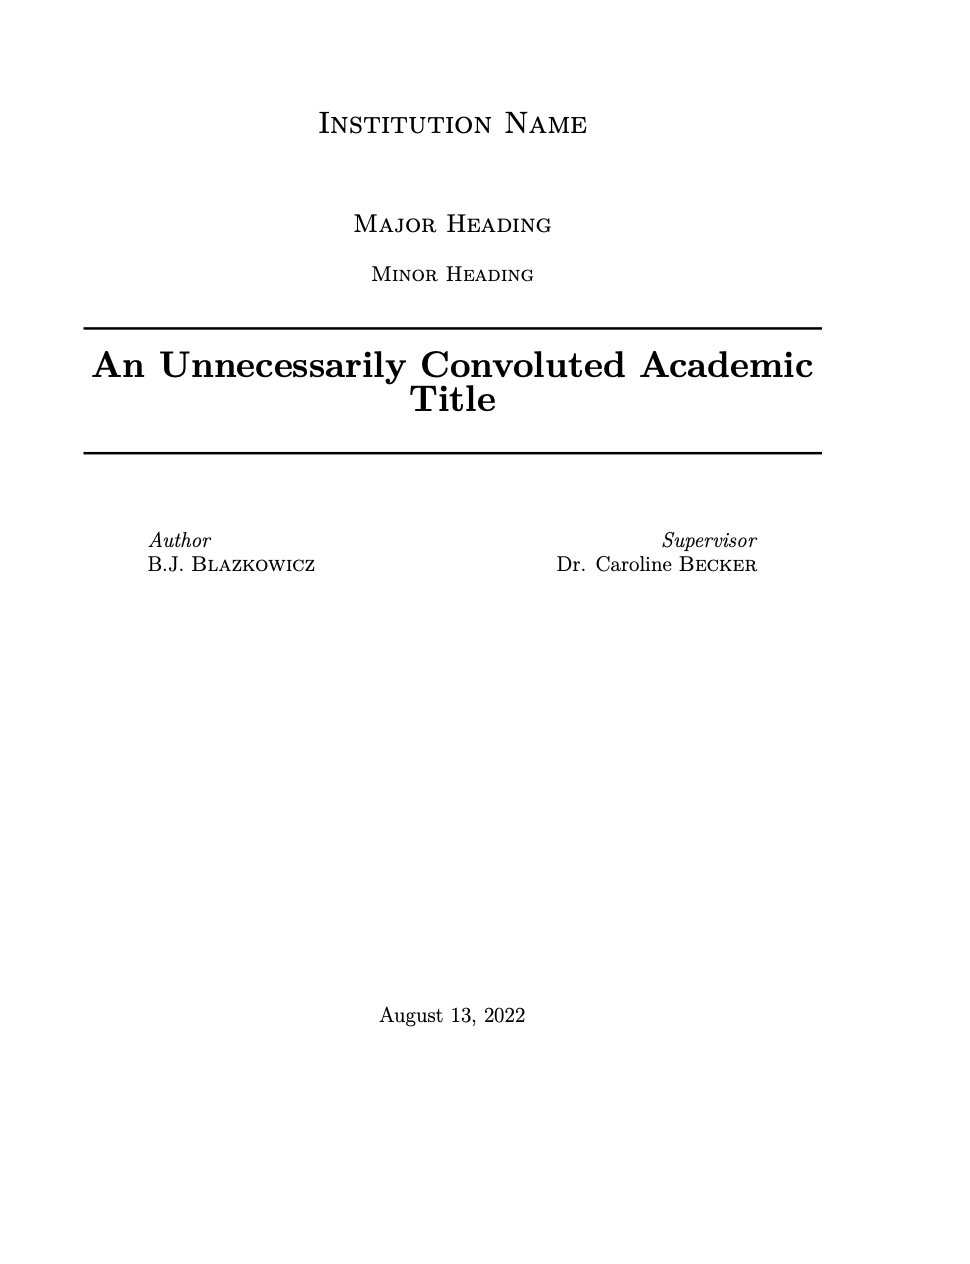 Institution Name
Major Heading
Minor Heading
An Unnecessarily Convoluted Academic
Title
Author
Supervisor
B.J. Blazkowicz
Dr. Caroline Becker
August 13, 2022